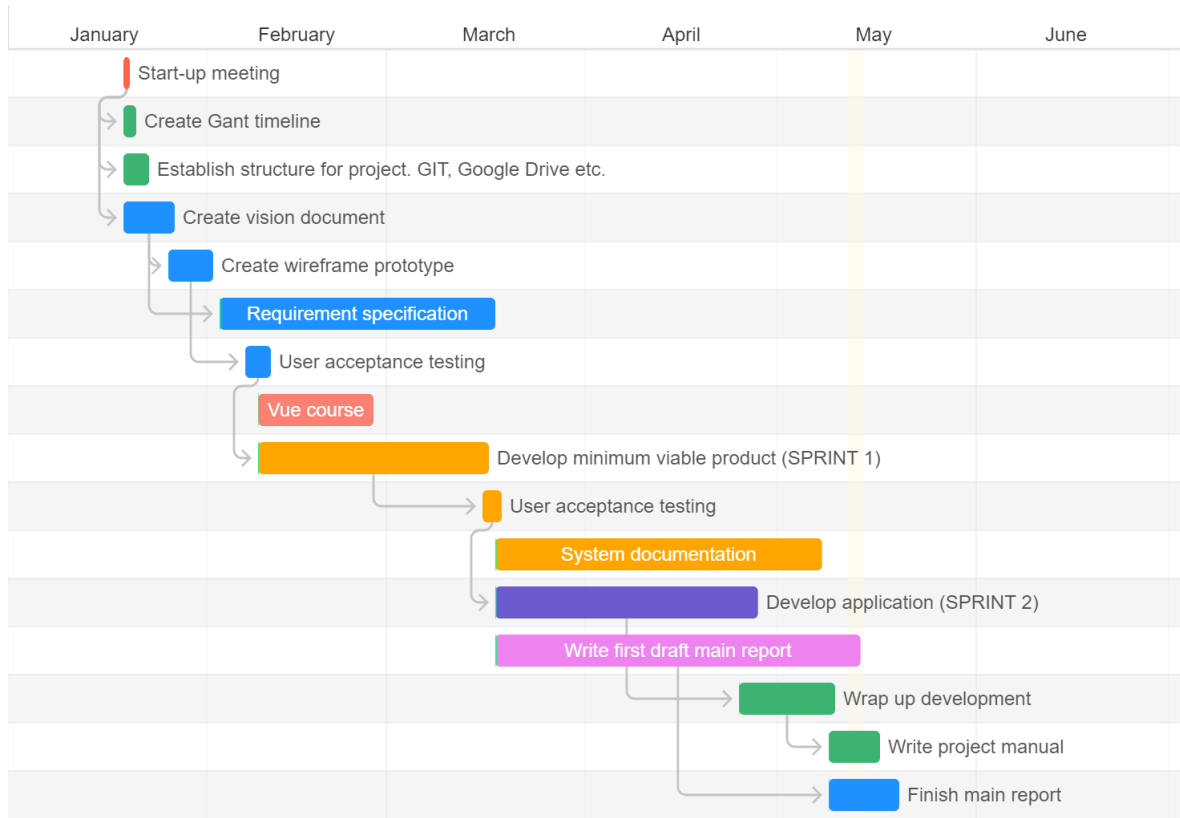 January February March April May June
Start-up meeting
Create Gant timeline
Establish structure for project. GIT, Google Drive etc.
Create vision document
Create wireframe prototype
Requirement specification
User acceptance testing
Vue course
Develop minimum viable product (SPRINT 1)
User acceptance testing
System documentation
Develop application (SPRINT 2)
Write first draft main report
Wrap up development
Write project manual
Finish main report